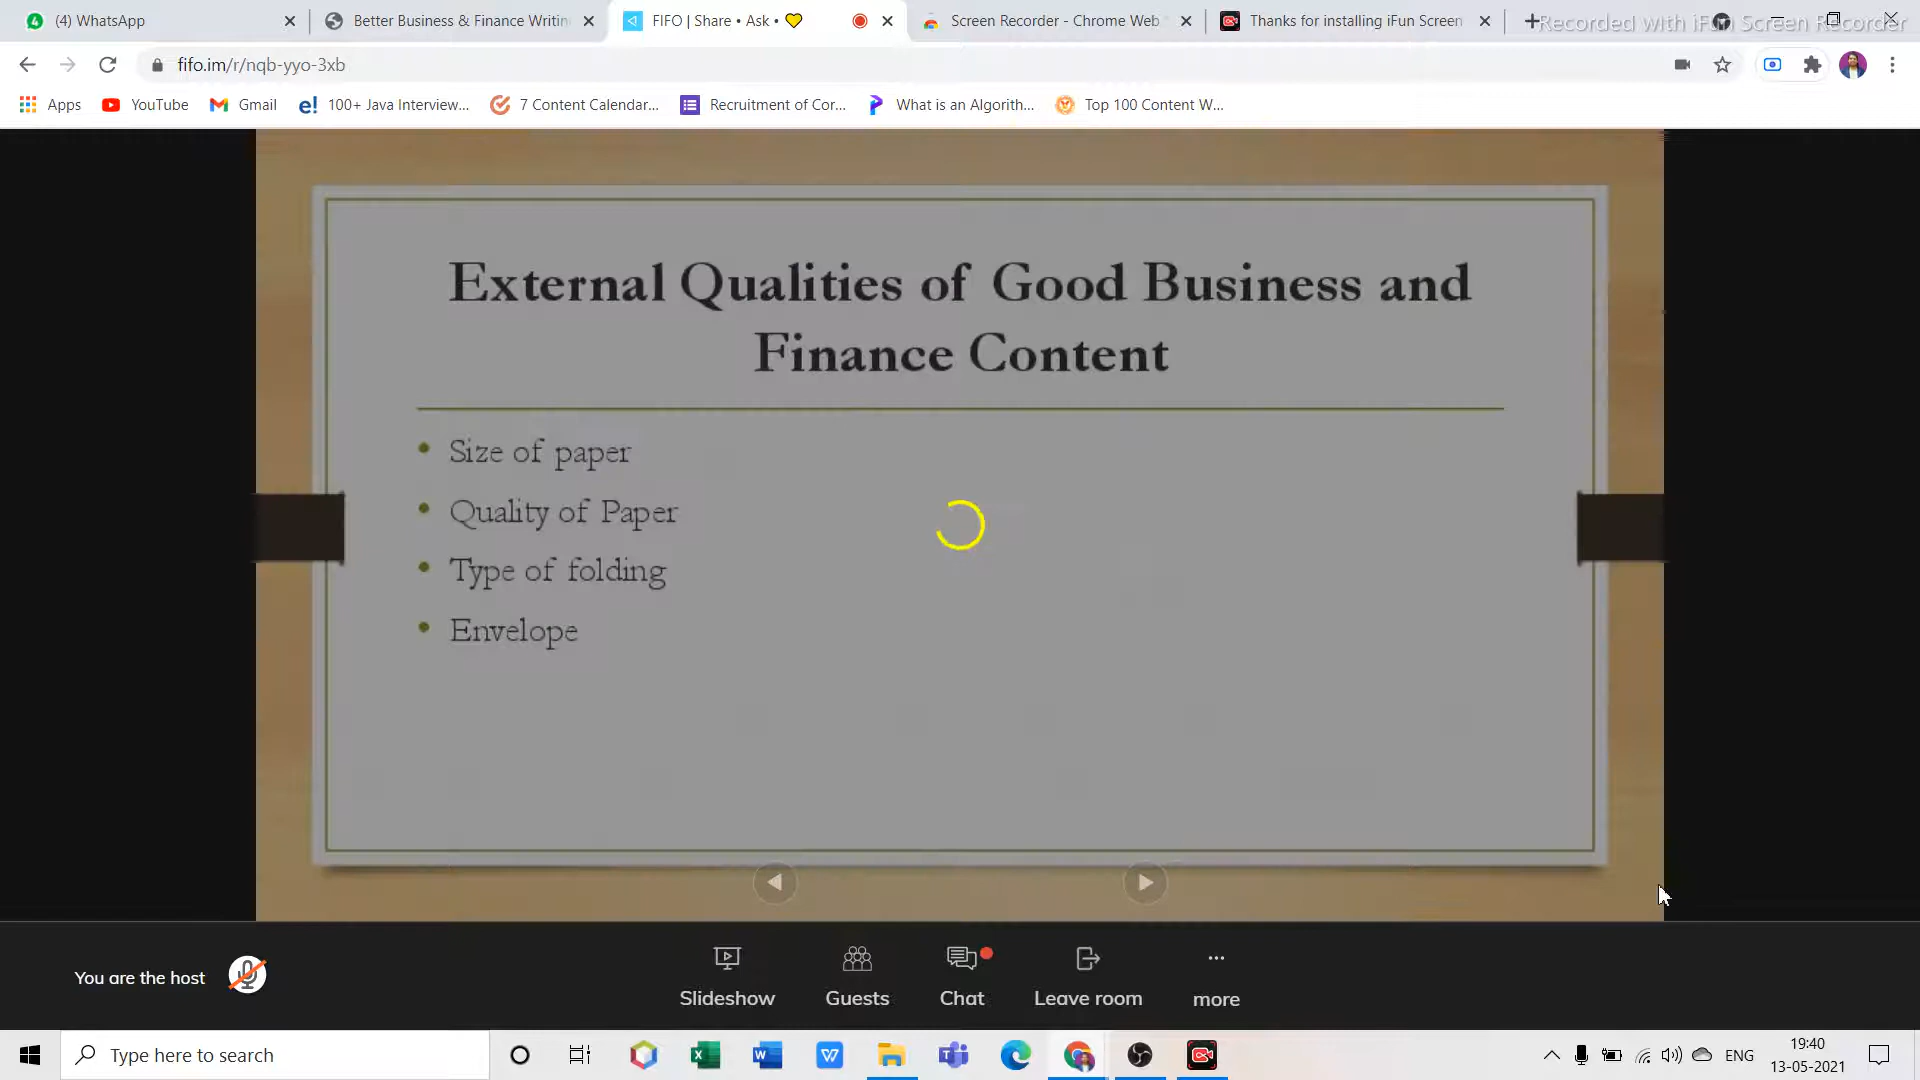 (4) WhatsApp
Better Business & Finance Writin
FIFO | Share • Ask • 💛
Screen Recorder - Chrome Web
Thanks for installing iFun Screen
Recorded with iFun Screen Recorder
fifo.im/r/nqb-yyo-3xb
Apps
YouTube
Gmail
100+ Java Interview...
7 Content Calendar...
Recruitment of Cor...
What is an Algorith...
Top 100 Content W...
External Qualities of Good Business and
Finance Content
• Size of paper
• Quality of Paper
• Type of folding
• Envelope
You are the host
Slideshow
Guests
Chat
Leave room
more
Type here to search
ENG
19:40
13-05-2021